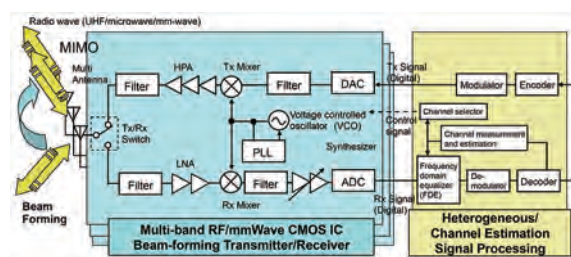 Radio wave (UHF/microwave/mm-wave)
MIMO
Multi
Antenna
HPA
Tx Mixer
Filter
Filter
DAC
Tx Signal
(Digital)
Modulator
Encoder
Tx/Rx
Switch
Voltage controlled
oscillator (VCO)
PLL
Synthesizer
Control
signal
Channel selector
Channel measurement
and estimation
LNA
Filter
Rx Mixer
Filter
ADC
Rx Signal
(Digital)
Frequency
domain
equalizer
(FDE)
De-
modulator
Decoder
Beam
Forming
Multi-band RF/mmWave CMOS IC
Beam-forming Transmitter/Receiver
Heterogeneous/
Channel Estimation
Signal Processing